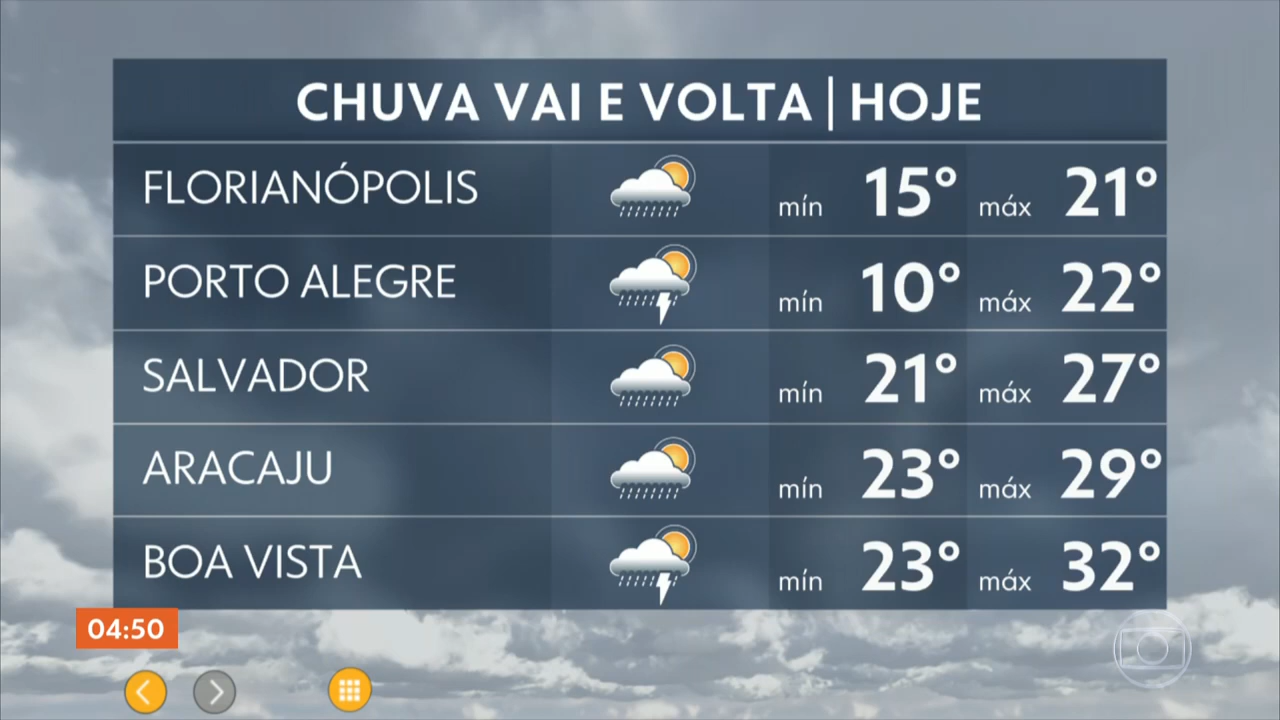 CHUVA VAI E VOLTA | HOJE
FLORIANÓPOLIS mín 15° máx 21°
PORTO ALEGRE mín 10° máx 22°
SALVADOR mín 21° máx 27°
ARACAJU mín 23° máx 29°
BOA VISTA mín 23° máx 32°
04:50